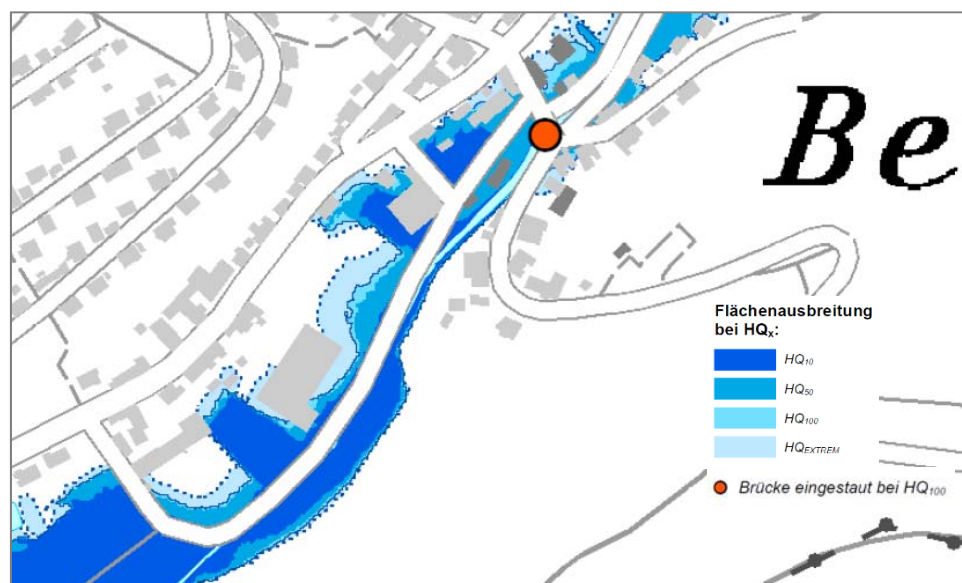 Be
Flächenausbreitung
bei HQx:
HQ10
HQ50
HQ100
HQEXTREM
Brücke eingestaut bei HQ100